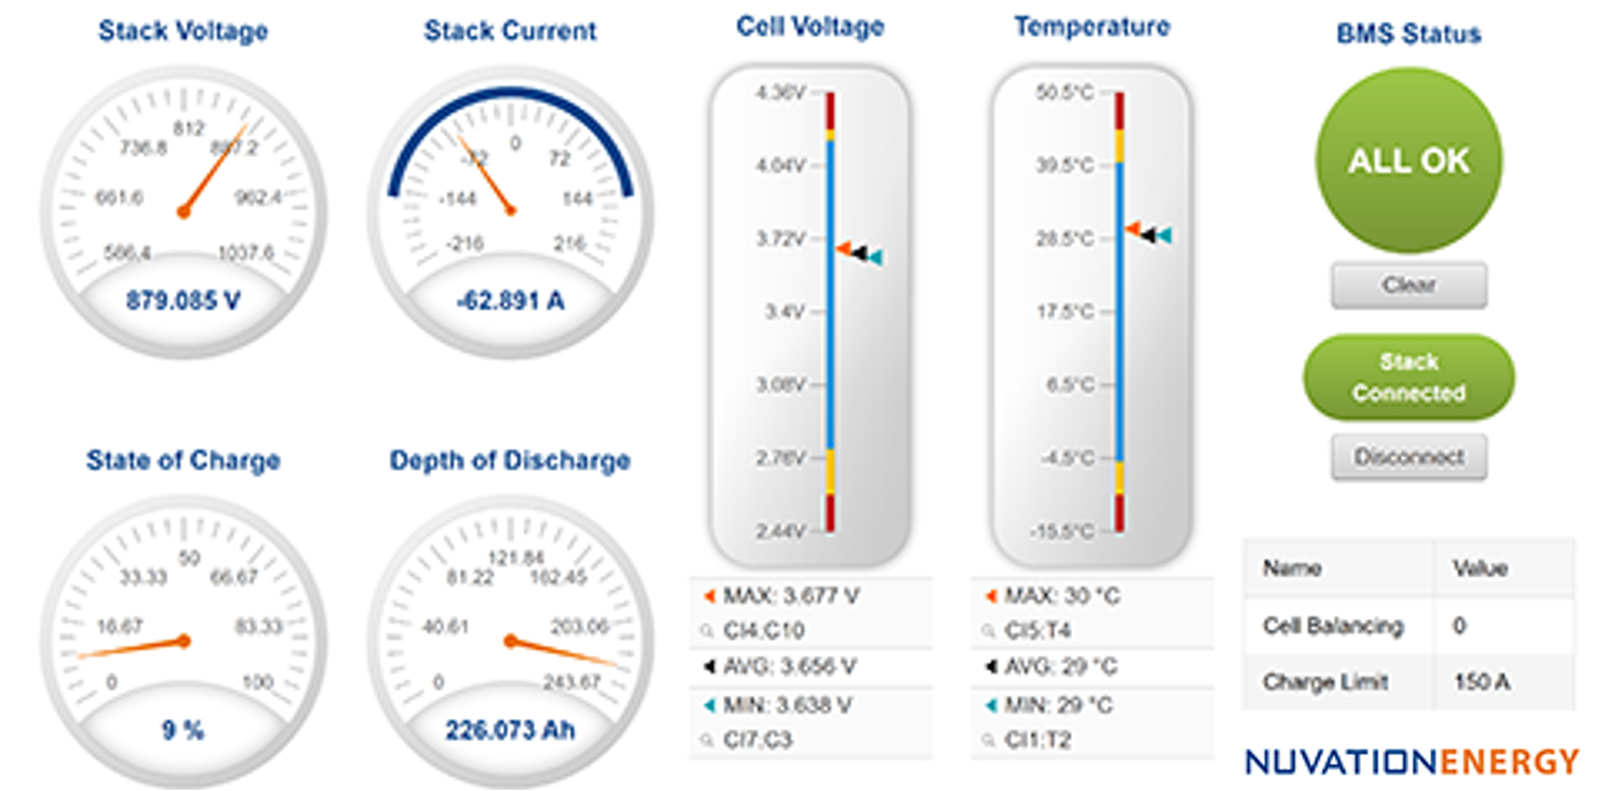 Stack Voltage
812
736.8
887.2
661.6
962.4
586.4
1037.6
879.085 V
Stack Current
0
-72
72
-144
144
-216
216
-62.891 A
Cell Voltage
4.36V
4.04V
3.72V
3.4V
3.08V
2.76V
2.44V
MAX: 3.677 V
CI4:C10
AVG: 3.656 V
MIN: 3.638 V
CI7:C3
Temperature
50.5°C
39.5°C
28.5°C
17.5°C
6.5°C
-4.5°C
-15.5°C
MAX: 30 °C
CI5:T4
AVG: 29 °C
MIN: 29 °C
CI1:T2
BMS Status
ALL OK
Clear
Stack
Connected
Disconnect
State of Charge
50
33.33
66.67
16.67
83.33
0
100
9 %
Depth of Discharge
121.84
81.22
162.45
40.61
203.06
0
243.67
226.073 Ah
Name Value
Cell Balancing 0
Charge Limit 150 A
NUVATIONENERGY